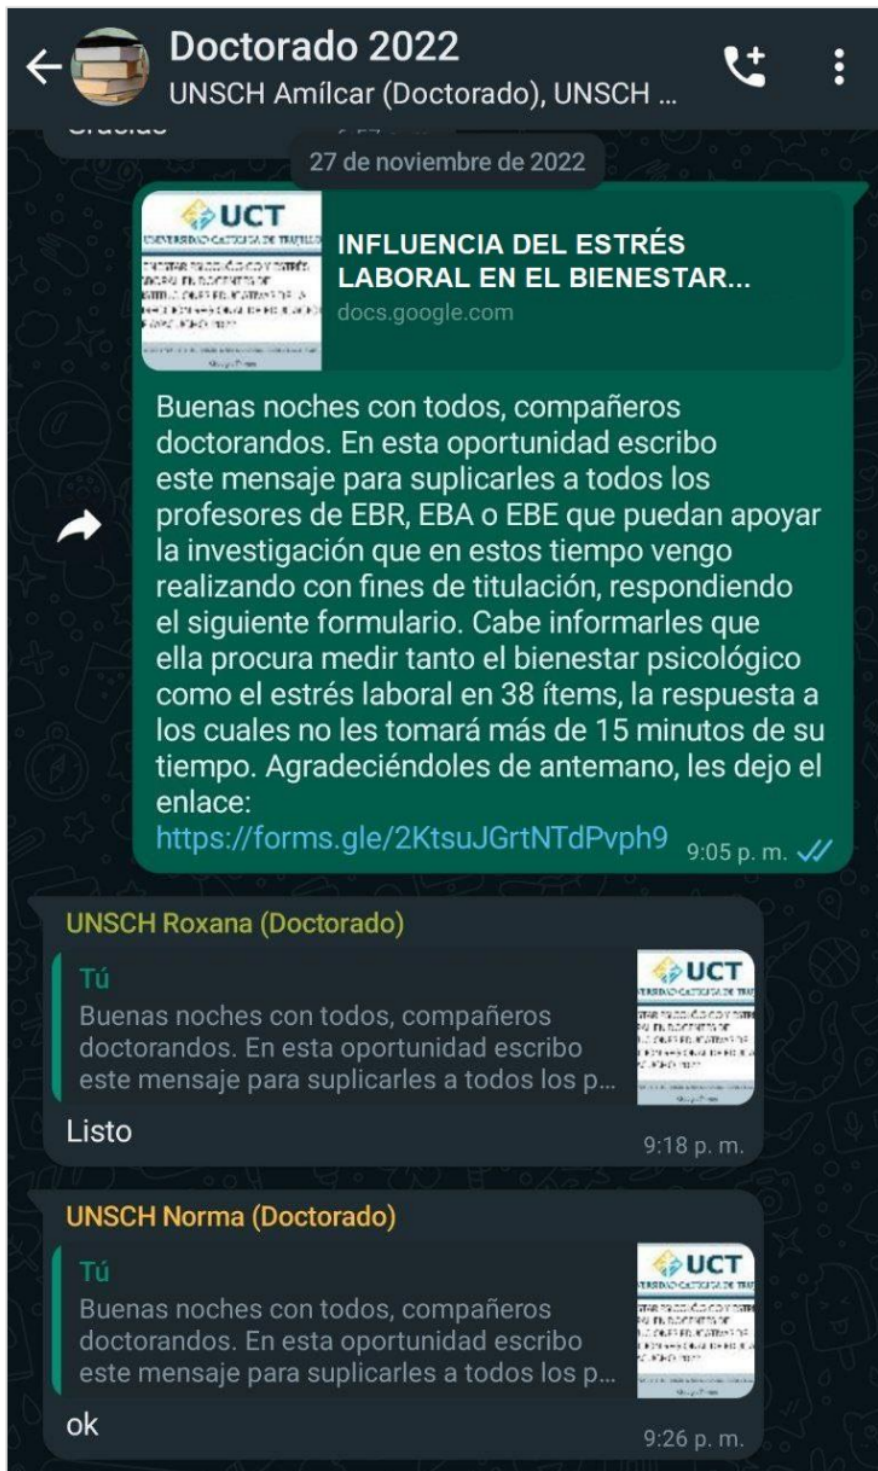 Doctorado 2022
UNSCH Amílcar (Doctorado), UNSCH ...
Gracias
27 de noviembre de 2022
UCT
UNIVERSIDAD CATOLICA DE TRUJILLO
INFLUENCIA DEL ESTRÉS
LABORAL EN EL BIENESTAR...
docs.google.com
Buenas noches con todos, compañeros
doctorandos. En esta oportunidad escribo
este mensaje para suplicarles a todos los
profesores de EBR, EBA o EBE que puedan apoyar
la investigación que en estos tiempo vengo
realizando con fines de titulación, respondiendo
el siguiente formulario. Cabe informarles que
ella procura medir tanto el bienestar psicológico
como el estrés laboral en 38 ítems, la respuesta a
los cuales no les tomará más de 15 minutos de su
tiempo. Agradeciéndoles de antemano, les dejo el
enlace:
https://forms.gle/2KtsuJGrtNTdPvph9
9:05 p. m.
UNSCH Roxana (Doctorado)
Tú
Buenas noches con todos, compañeros
doctorandos. En esta oportunidad escribo
este mensaje para suplicarles a todos los p...
UCT
Listo
9:18 p. m.
UNSCH Norma (Doctorado)
Tú
Buenas noches con todos, compañeros
doctorandos. En esta oportunidad escribo
este mensaje para suplicarles a todos los p...
UCT
ok
9:26 p. m.